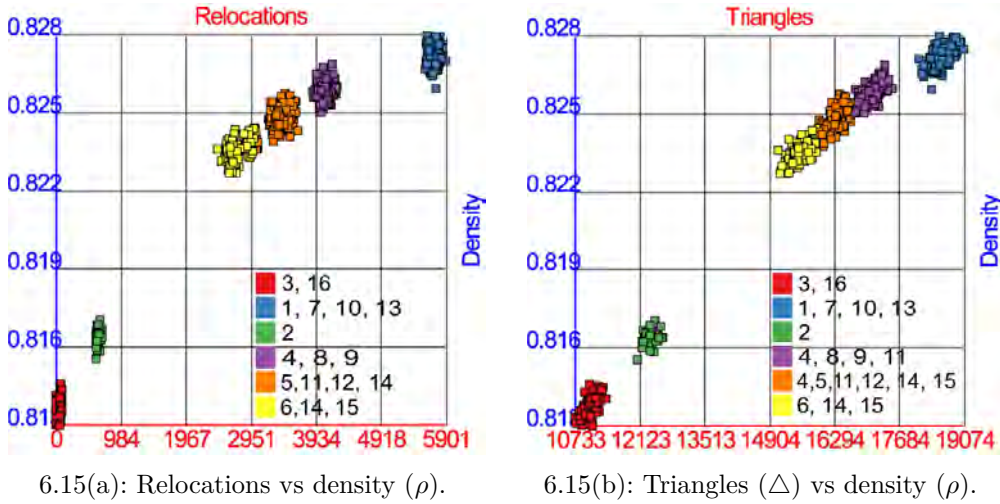 Relocations
0.828
0.825
0.822
0.819
0.816
0.81
0 984 1967 2951 3934 4918 5901
Density
3, 16
1, 7, 10, 13
2
4, 8, 9
5,11,12, 14
6,14, 15
6.15(a): Relocations vs density (ρ).
Triangles
0.828
0.825
0.822
0.819
0.816
0.81
10733 12123 13513 14904 16294 17684 19074
Density
3, 16
1, 7, 10, 13
2
4, 8, 9, 11
4,5,11,12, 14, 15
6, 14, 15
6.15(b): Triangles (△) vs density (ρ).